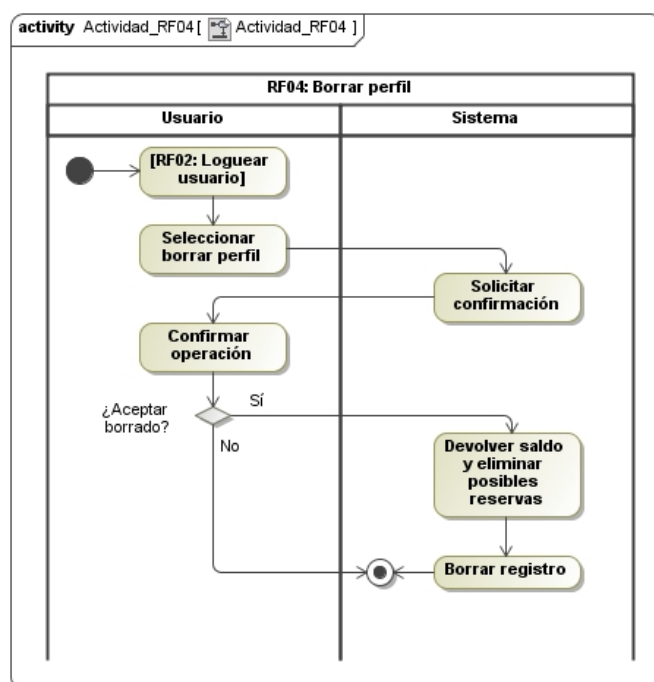 activity Actividad_RF04 [ Actividad_RF04 ]
RF04: Borrar perfil
Usuario
Sistema
[RF02: Loguear
usuario]
Seleccionar
borrar perfil
Solicitar
confirmación
Confirmar
operación
¿Aceptar
borrado?
Sí
No
Devolver saldo
y eliminar
posibles
reservas
Borrar registro